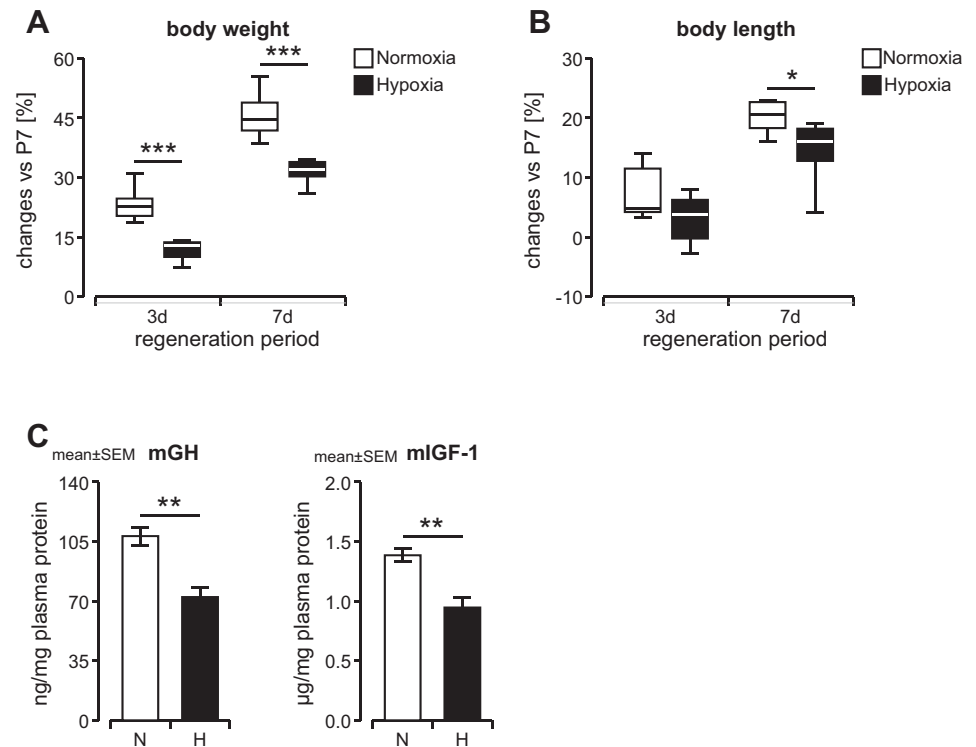 A
body weight
***
***
Normoxia
Hypoxia
changes vs P7 [%]
60
45
30
15
0
3d
7d
regeneration period
B
body length
*
Normoxia
Hypoxia
changes vs P7 [%]
30
20
10
0
-10
3d
7d
regeneration period
C
mean±SEM mGH
**
ng/mg plasma protein
140
105
70
35
0
N
H
mean±SEM mIGF-1
**
µg/mg plasma protein
2.0
1.5
1.0
0.5
0.0
N
H